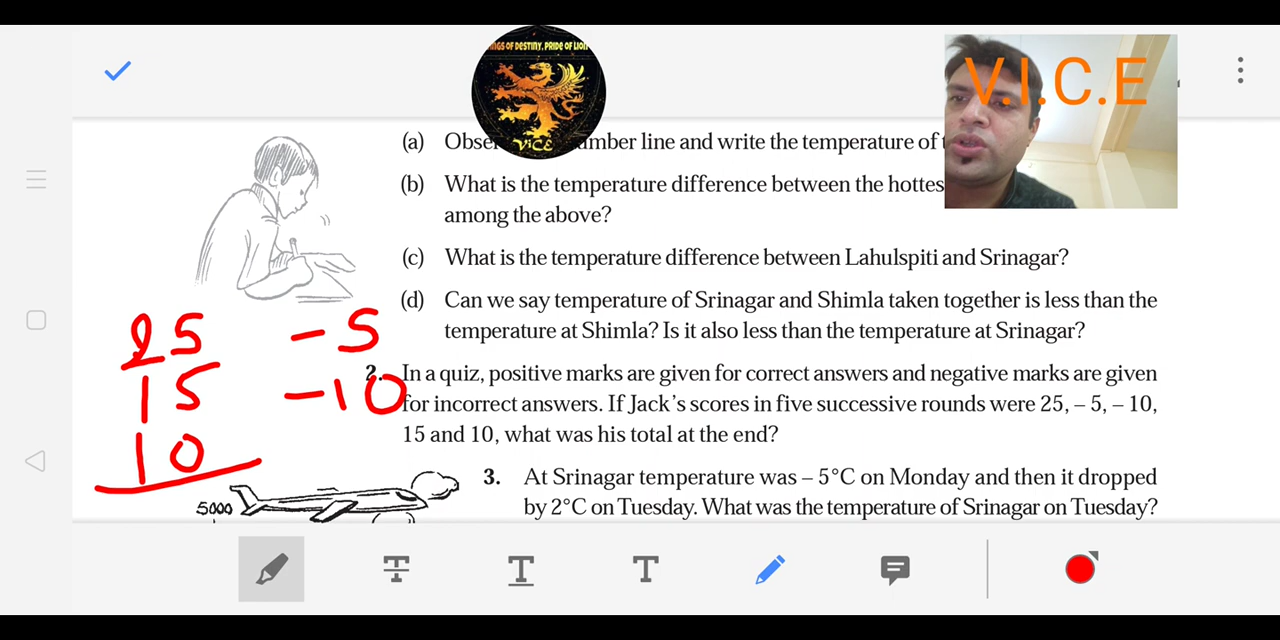 INGS OF DESTINY, PRIDE OF LION
VICE
V.I.C.E
(a) Obser umber line and write the temperature of
(b) What is the temperature difference between the hottes
among the above?
(c) What is the temperature difference between Lahulspiti and Srinagar?
(d) Can we say temperature of Srinagar and Shimla taken together is less than the
temperature at Shimla? Is it also less than the temperature at Srinagar?
25 – 5
15 – 10
10
2. In a quiz, positive marks are given for correct answers and negative marks are given
for incorrect answers. If Jack's scores in five successive rounds were 25, – 5, – 10,
15 and 10, what was his total at the end?
3. At Srinagar temperature was – 5°C on Monday and then it dropped
by 2°C on Tuesday. What was the temperature of Srinagar on Tuesday?
5000
T T T